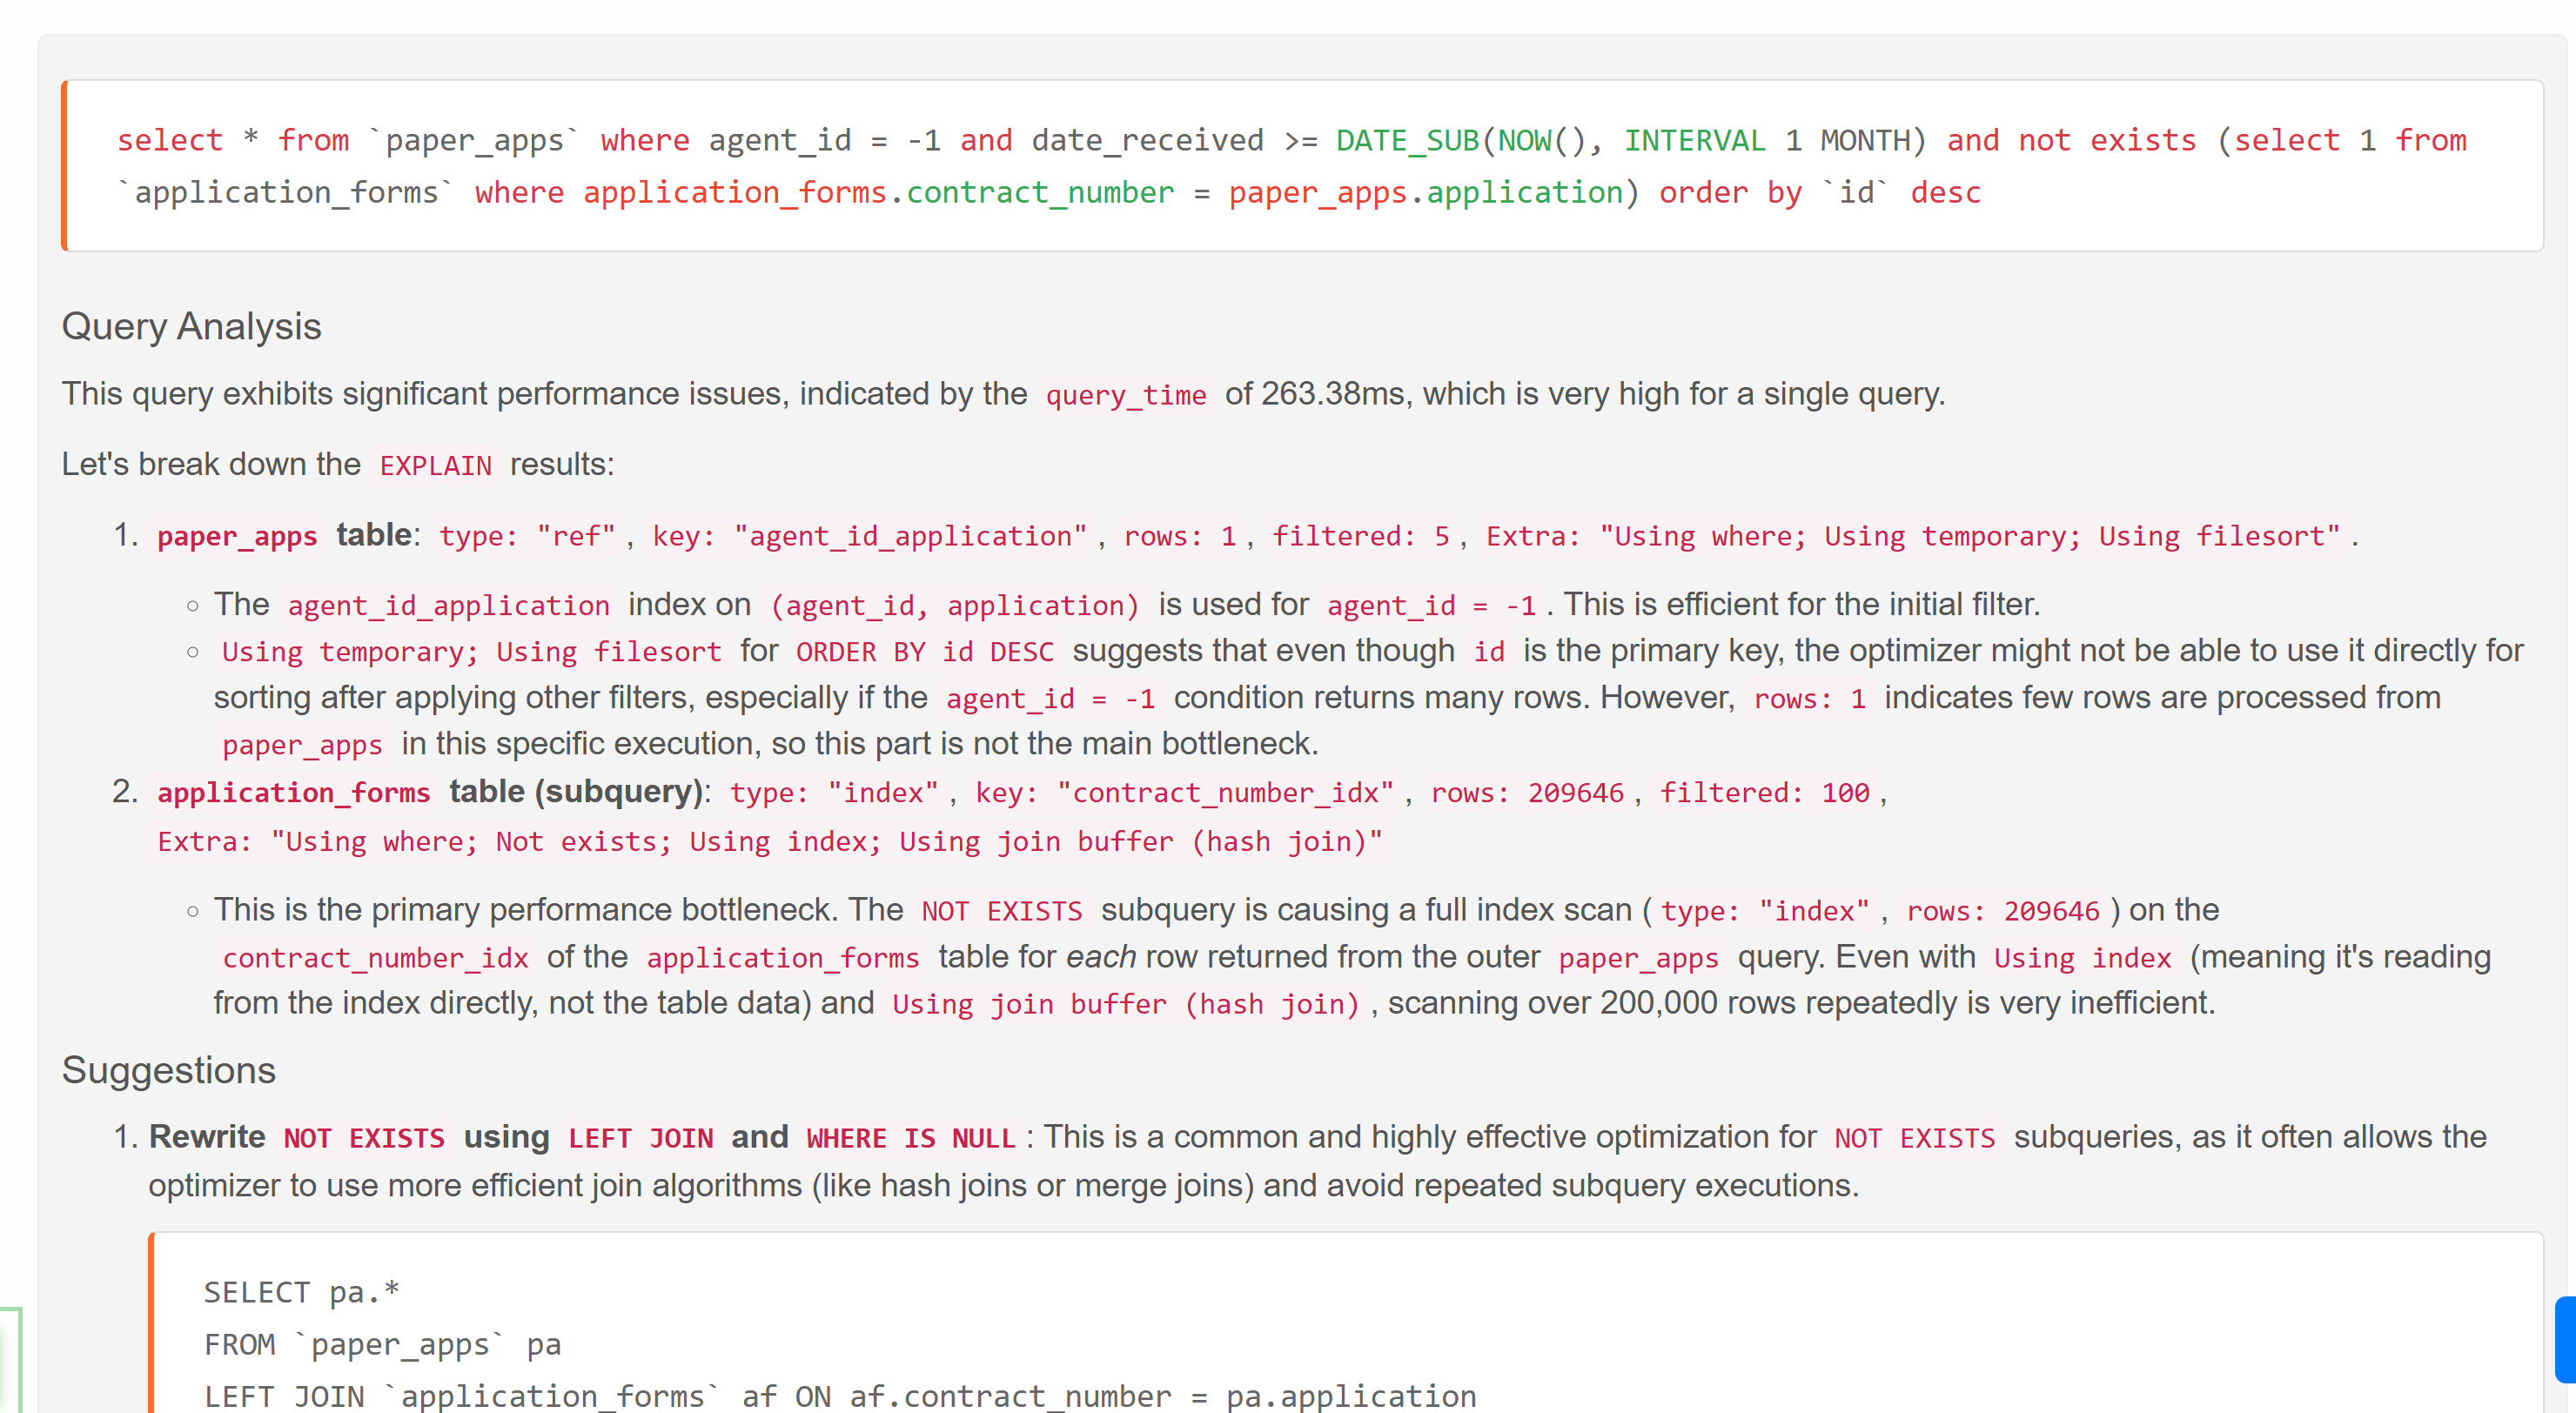 select * from `paper_apps` where agent_id = -1 and date_received >= DATE_SUB(NOW(), INTERVAL 1 MONTH) and not exists (select 1 from
`application_forms` where application_forms.contract_number = paper_apps.application) order by `id` desc
Query Analysis
This query exhibits significant performance issues, indicated by the query_time of 263.38ms, which is very high for a single query.
Let's break down the EXPLAIN results:
1. paper_apps table: type: "ref", key: "agent_id_application", rows: 1, filtered: 5, Extra: "Using where; Using temporary; Using filesort".
○ The agent_id_application index on (agent_id, application) is used for agent_id = -1. This is efficient for the initial filter.
○ Using temporary; Using filesort for ORDER BY id DESC suggests that even though id is the primary key, the optimizer might not be able to use it directly for
sorting after applying other filters, especially if the agent_id = -1 condition returns many rows. However, rows: 1 indicates few rows are processed from
paper_apps in this specific execution, so this part is not the main bottleneck.
2. application_forms table (subquery): type: "index", key: "contract_number_idx", rows: 209646, filtered: 100,
Extra: "Using where; Not exists; Using index; Using join buffer (hash join)"
○ This is the primary performance bottleneck. The NOT EXISTS subquery is causing a full index scan (type: "index", rows: 209646) on the
contract_number_idx of the application_forms table for each row returned from the outer paper_apps query. Even with Using index (meaning it's reading
from the index directly, not the table data) and Using join buffer (hash join), scanning over 200,000 rows repeatedly is very inefficient.
Suggestions
1. Rewrite NOT EXISTS using LEFT JOIN and WHERE IS NULL: This is a common and highly effective optimization for NOT EXISTS subqueries, as it often allows the
optimizer to use more efficient join algorithms (like hash joins or merge joins) and avoid repeated subquery executions.
SELECT pa.*
FROM `paper_apps` pa
LEFT JOIN `application_forms` af ON af.contract_number = pa.application